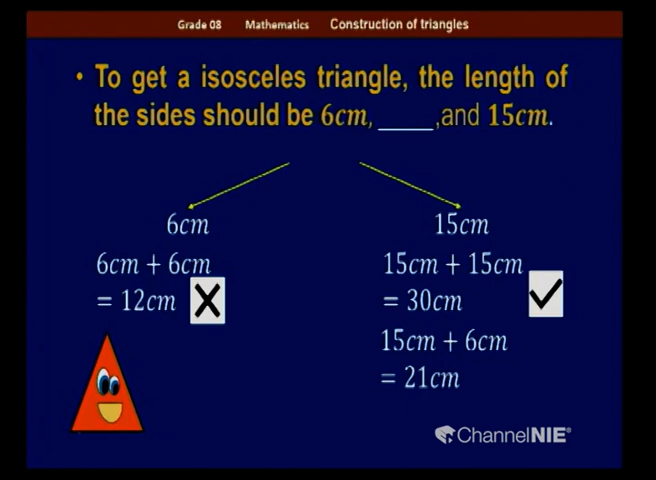 Grade 08 Mathematics Construction of triangles
• To get a isosceles triangle, the length of
the sides should be 6cm, _____,and 15cm.
6cm 15cm
6cm + 6cm 15cm + 15cm
= 12cm = 30cm
15cm + 6cm
= 21cm
ChannelNIE®